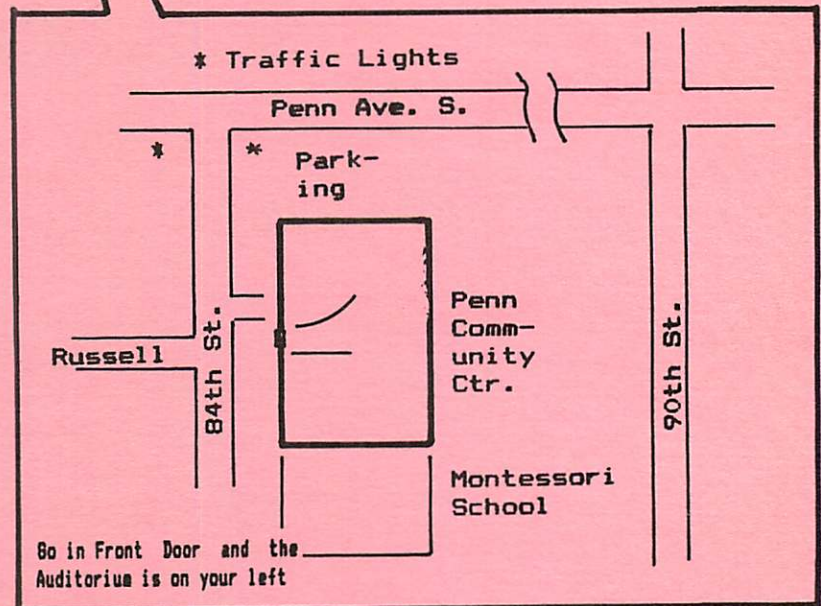 * Traffic Lights
Penn Ave. S.
* *
Park-
ing
Penn
Comm-
unity
Ctr.
Russell
84th St.
90th St.
Montessori
School
Go in Front Door and the
Auditorium is on your left